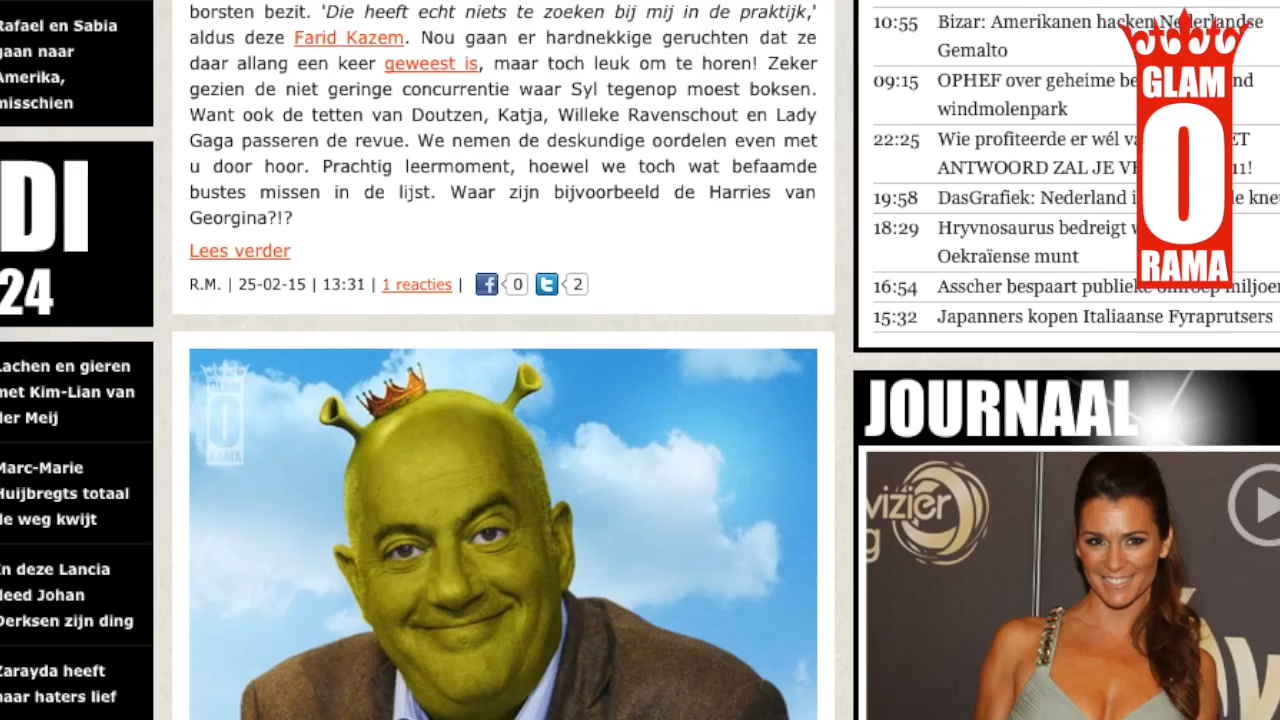 Rafael en Sabia
gaan naar
Amerika,
misschien
DI
24
Lachen en gieren
met Kim-Lian van
der Meij
Marc-Marie
Huijbregts totaal
de weg kwijt
In deze Lancia
deed Johan
Derksen zijn ding
Zarayda heeft
haar haters lief
borsten bezit. 'Die heeft echt niets te zoeken bij mij in de praktijk,'
aldus deze Farid Kazem. Nou gaan er hardnekkige geruchten dat ze
daar allang een keer geweest is, maar toch leuk om te horen! Zeker
gezien de niet geringe concurrentie waar Syl tegenop moest boksen.
Want ook de tetten van Doutzen, Katja, Willeke Ravenschout en Lady
Gaga passeren de revue. We nemen de deskundige oordelen even met
u door hoor. Prachtig leermoment, hoewel we toch wat befaamde
bustes missen in de lijst. Waar zijn bijvoorbeeld de Harries van
Georgina?!?
Lees verder
R.M. | 25-02-15 | 13:31 | 1 reacties | 0 2
GLAM
O
RAMA
10:55 Bizar: Amerikanen hacken Nederlandse
Gemalto
09:15 OPHEF over geheime
windmolenpark
22:25 Wie profiteerde er wél
ANTWOORD ZAL JE
19:58 DasGrafiek: Nederland
18:29 Hryvnosaurus bedreigt
Oekraïense munt
16:54 Asscher bespaart publieke omroep miljoen
15:32 Japanners kopen Italiaanse Fyraprutsers
GLAM
O
RAMA
JOURNAAL
vizier
g